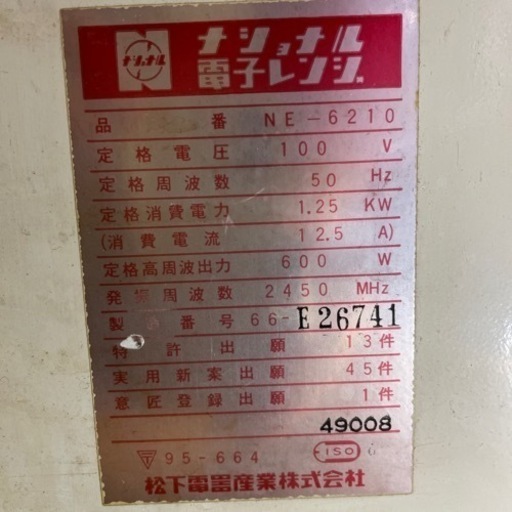 ナショナル
ナショナル
電子レンジ
品番 NE-6210
定格電圧 100 V
定格周波数 50 Hz
定格消費電力 1.25 KW
(消費電流 12.5 A)
定格高周波出力 600 W
発振周波数 2450 MHz
製 番号 66-E26741
特許出願 13件
実用新案出願 45件
意匠登録出願 1件
49008
〒 95-664 ISO
松下電器産業株式会社